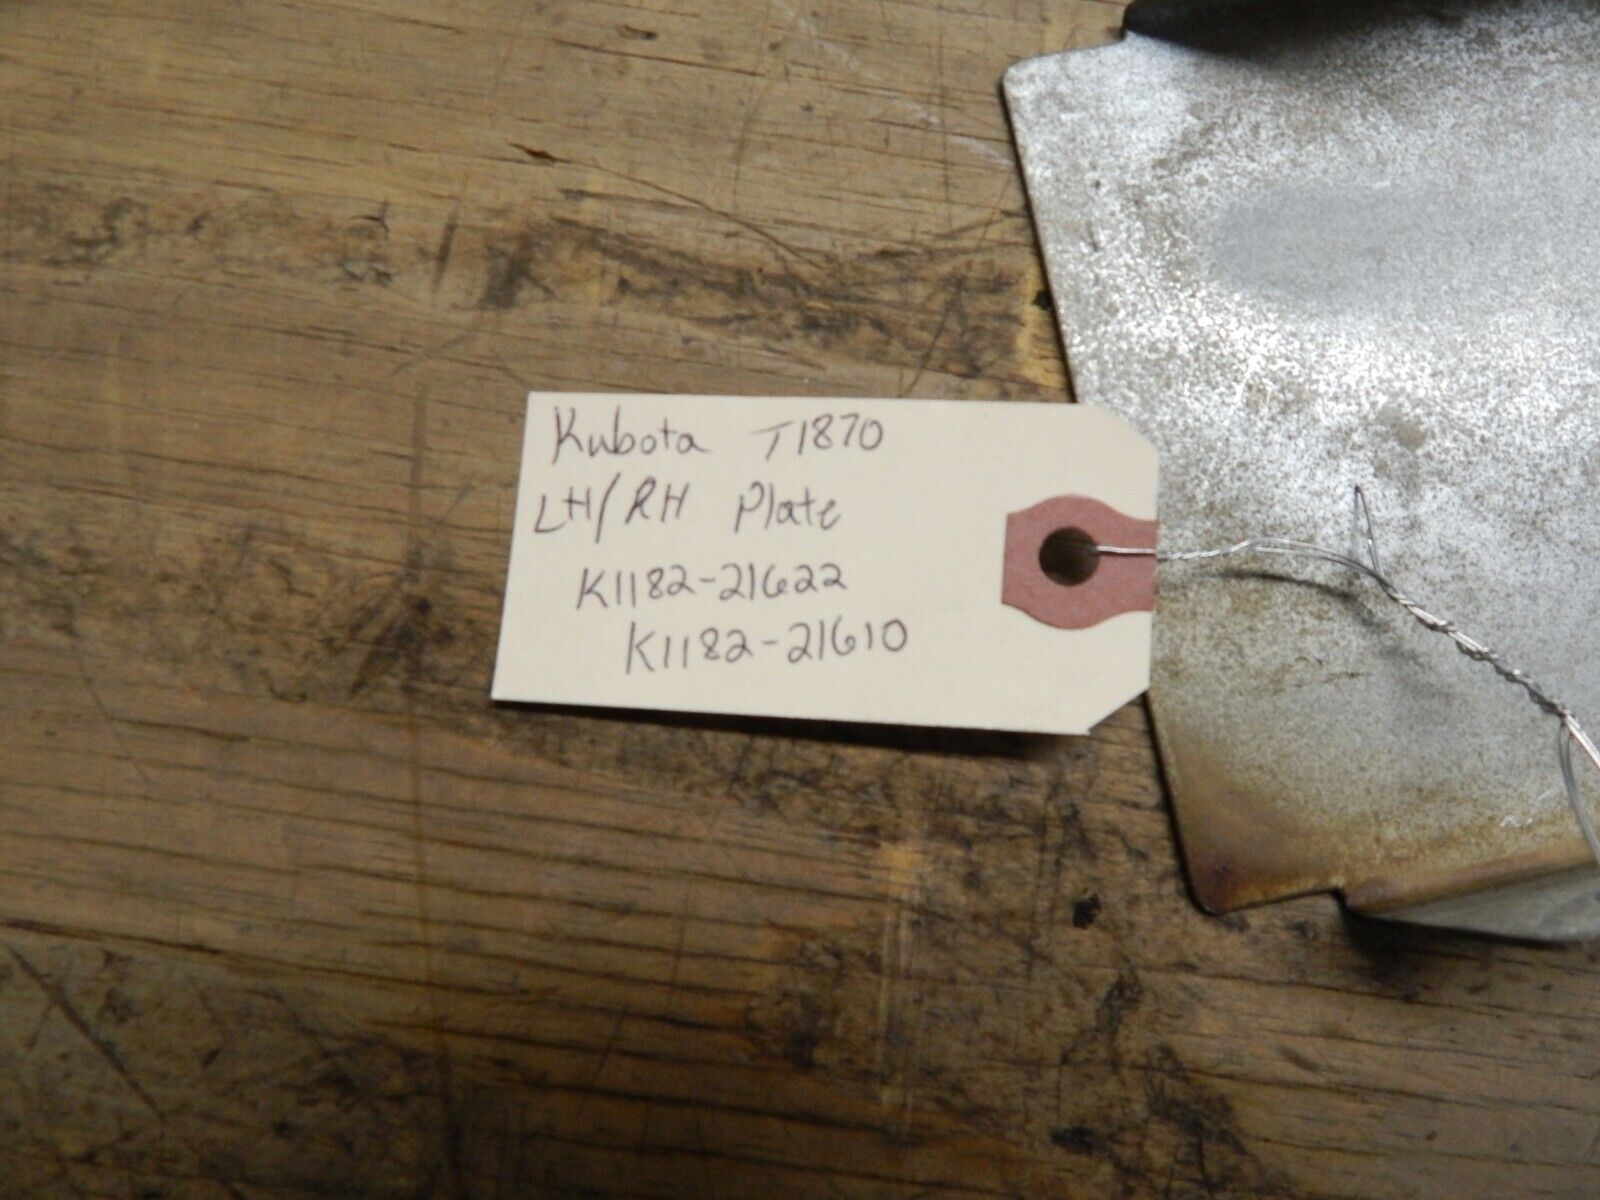 Kubota T1870
LH/RH Plate
K1182-21622
K1182-21610